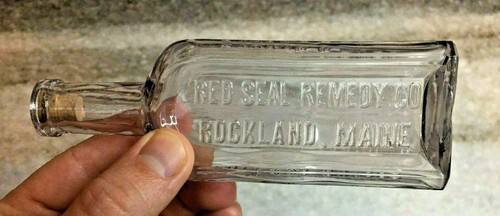 RED SEAL REMEDY CO
ROCKLAND, MAINE